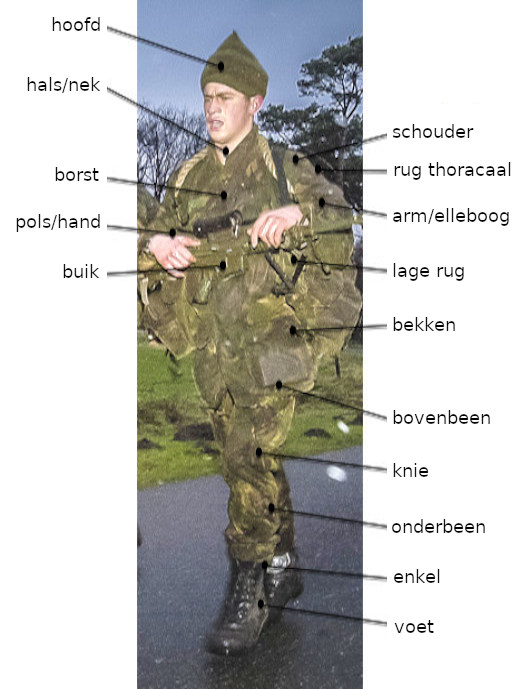 hoofd
hals/nek
borst
pols/hand
buik
schouder
rug thoracaal
arm/elleboog
lage rug
bekken
bovenbeen
knie
onderbeen
enkel
voet